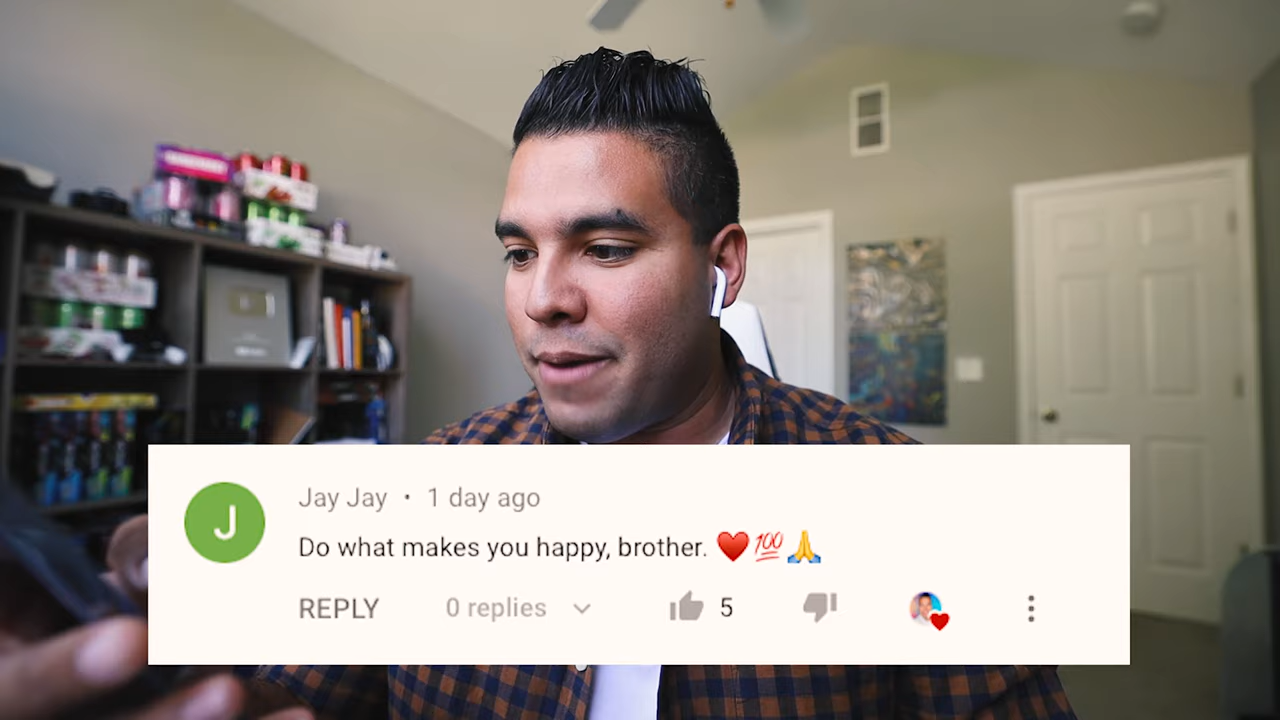 J
Jay Jay • 1 day ago
Do what makes you happy, brother. ❤️💯🙏
REPLY 0 replies 5